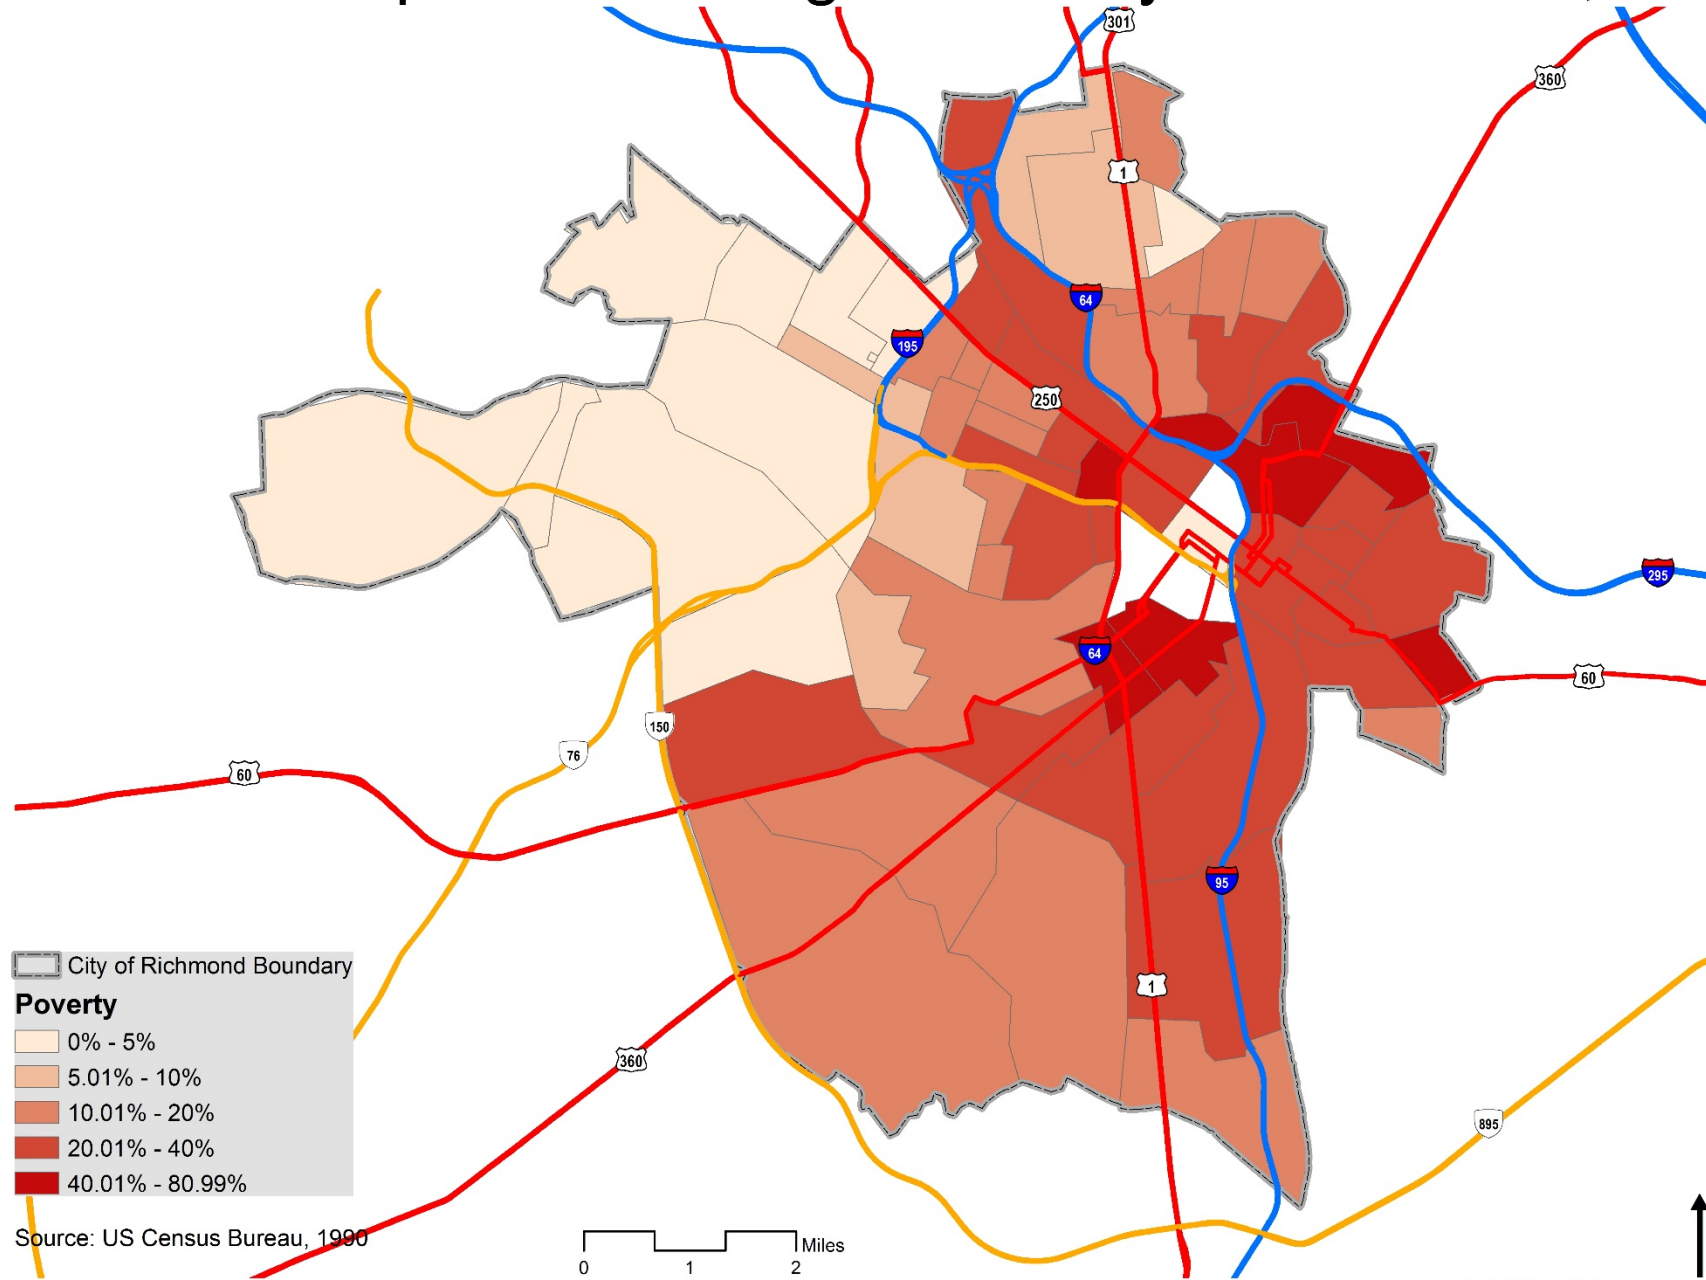 301
360
1
64
195
250
295
64
60
150
76
60
95
1
City of Richmond Boundary
Poverty
0% - 5%
5.01% - 10%
10.01% - 20%
20.01% - 40%
40.01% - 80.99%
360
895
Source: US Census Bureau, 1990
Miles
0 1 2